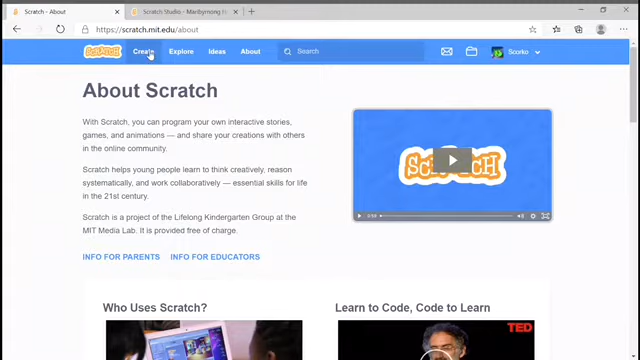 Scratch - About
Scratch Studio - MacBymong H
https://scratch.mit.edu/about
SCRATCH
Create
Explore
Ideas
About
Search
Scorko
About Scratch
With Scratch, you can program your own interactive stories,
games, and animations — and share your creations with others
in the online community.
Scratch helps young people learn to think creatively, reason
systematically, and work collaboratively — essential skills for life
in the 21st century.
Scratch is a project of the Lifelong Kindergarten Group at the
MIT Media Lab. It is provided free of charge.
INFO FOR PARENTS
INFO FOR EDUCATORS
SCRATCH
0:59
Who Uses Scratch?
Learn to Code, Code to Learn
TED